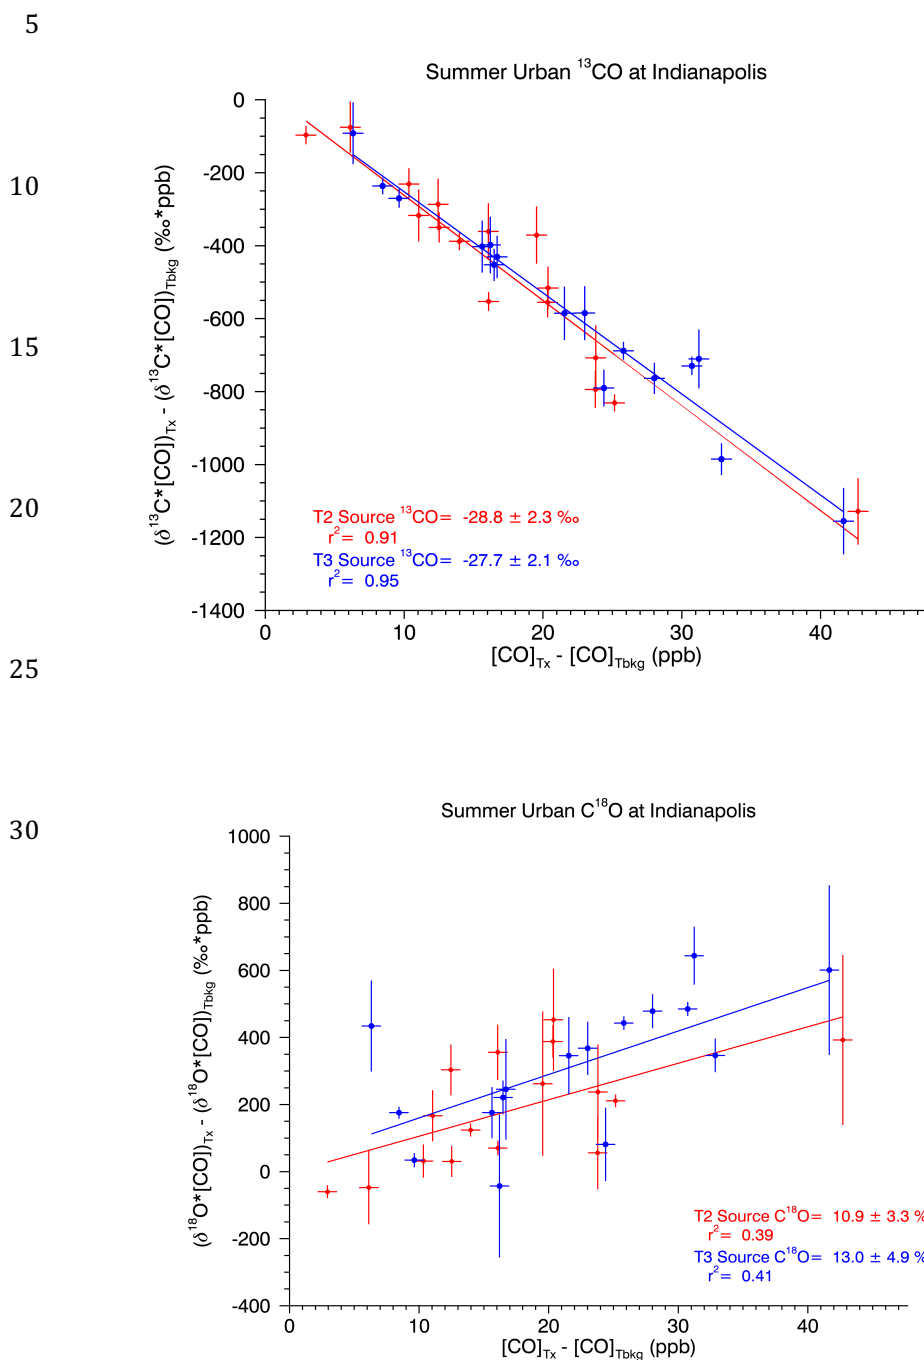 5
Summer Urban ¹³CO at Indianapolis
0
-200
10
-400
-600
15
-800
-1000
20
-1200
-1400
(δ¹³C*[CO])Tx - (δ¹³C*[CO])Tbkg (‰*ppb)
T2 Source ¹³CO= -28.8 ± 2.3 ‰
r²= 0.91
T3 Source ¹³CO= -27.7 ± 2.1 ‰
r²= 0.95
0 10 20 30 40
[CO]Tx - [CO]Tbkg (ppb)
25
Summer Urban C¹⁸O at Indianapolis
30
1000
800
600
400
200
0
-200
-400
(δ¹⁸O*[CO])Tx - (δ¹⁸O*[CO])Tbkg (‰*ppb)
T2 Source C¹⁸O= 10.9 ± 3.3 %
r²= 0.39
T3 Source C¹⁸O= 13.0 ± 4.9 %
r²= 0.41
0 10 20 30 40
[CO]Tx - [CO]Tbkg (ppb)